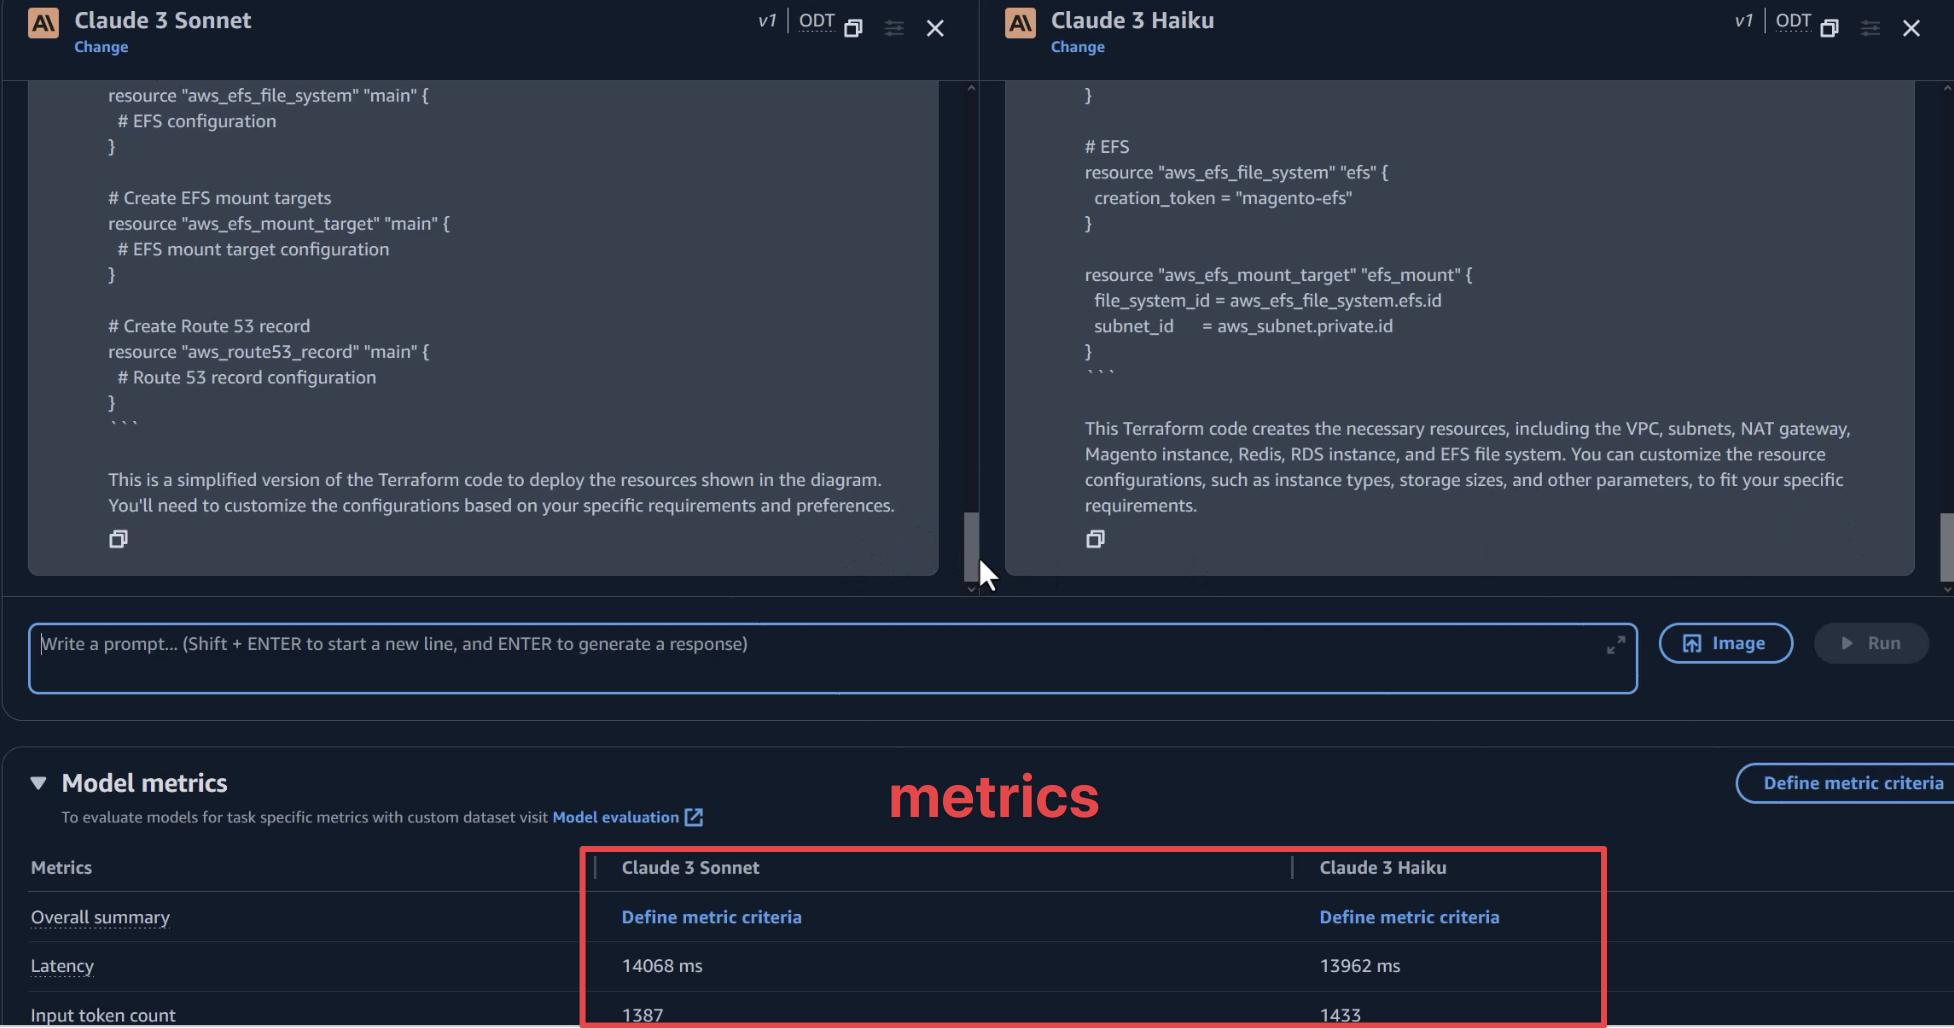 Claude 3 Sonnet
Change
v1 | ODT
resource "aws_efs_file_system" "main" {
# EFS configuration
}
# Create EFS mount targets
resource "aws_efs_mount_target" "main" {
# EFS mount target configuration
}
# Create Route 53 record
resource "aws_route53_record" "main" {
# Route 53 record configuration
}
```
This is a simplified version of the Terraform code to deploy the resources shown in the diagram.
You'll need to customize the configurations based on your specific requirements and preferences.
Claude 3 Haiku
Change
v1 | ODT
}
# EFS
resource "aws_efs_file_system" "efs" {
creation_token = "magento-efs"
}
resource "aws_efs_mount_target" "efs_mount" {
file_system_id = aws_efs_file_system.efs.id
subnet_id = aws_subnet.private.id
}
```
This Terraform code creates the necessary resources, including the VPC, subnets, NAT gateway,
Magento instance, Redis, RDS instance, and EFS file system. You can customize the resource
configurations, such as instance types, storage sizes, and other parameters, to fit your specific
requirements.
Write a prompt... (Shift + ENTER to start a new line, and ENTER to generate a response)
Image
Run
Model metrics
metrics
Define metric criteria
To evaluate models for task specific metrics with custom dataset visit Model evaluation
Metrics Claude 3 Sonnet Claude 3 Haiku
Overall summary Define metric criteria Define metric criteria
Latency 14068 ms 13962 ms
Input token count 1387 1433